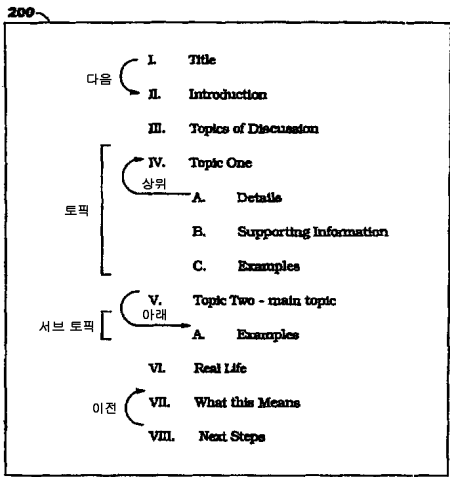 200
I. Title
다음
II. Introduction
III. Topics of Discussion
IV. Topic One
상위
A. Details
토픽
B. Supporting Information
C. Examples
V. Topic Two - main topic
아래
서브 토픽
A. Examples
VI. Real Life
이전
VII. What this Means
VIII. Next Steps